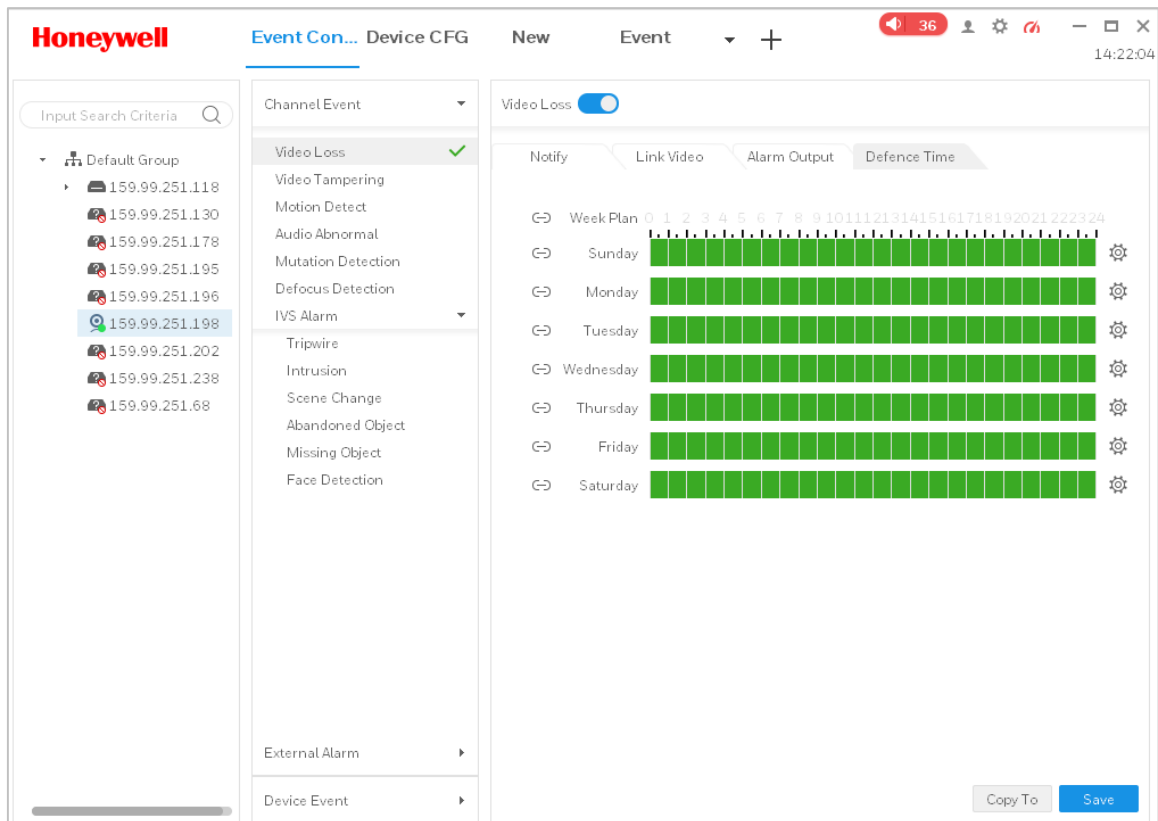 Honeywell
Event Con... Device CFG New Event
36
14:22:04
Input Search Criteria
Default Group
159.99.251.118
159.99.251.130
159.99.251.178
159.99.251.195
159.99.251.196
159.99.251.198
159.99.251.202
159.99.251.238
159.99.251.68
Channel Event
Video Loss
Video Tampering
Motion Detect
Audio Abnormal
Mutation Detection
Defocus Detection
IVS Alarm
Tripwire
Intrusion
Scene Change
Abandoned Object
Missing Object
Face Detection
External Alarm
Device Event
Video Loss
Notify Link Video Alarm Output Defence Time
Week Plan 0 1 2 3 4 5 6 7 8 9 10 11 12 13 14 15 16 17 18 19 20 21 22 23 24
Sunday
Monday
Tuesday
Wednesday
Thursday
Friday
Saturday
Copy To Save